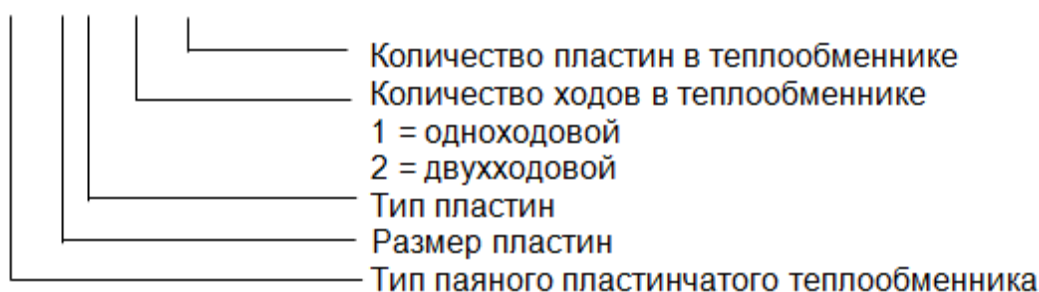 Количество пластин в теплообменнике
Количество ходов в теплообменнике
1 = одноходовой
2 = двухходовой
Тип пластин
Размер пластин
Тип паяного пластинчатого теплообменника